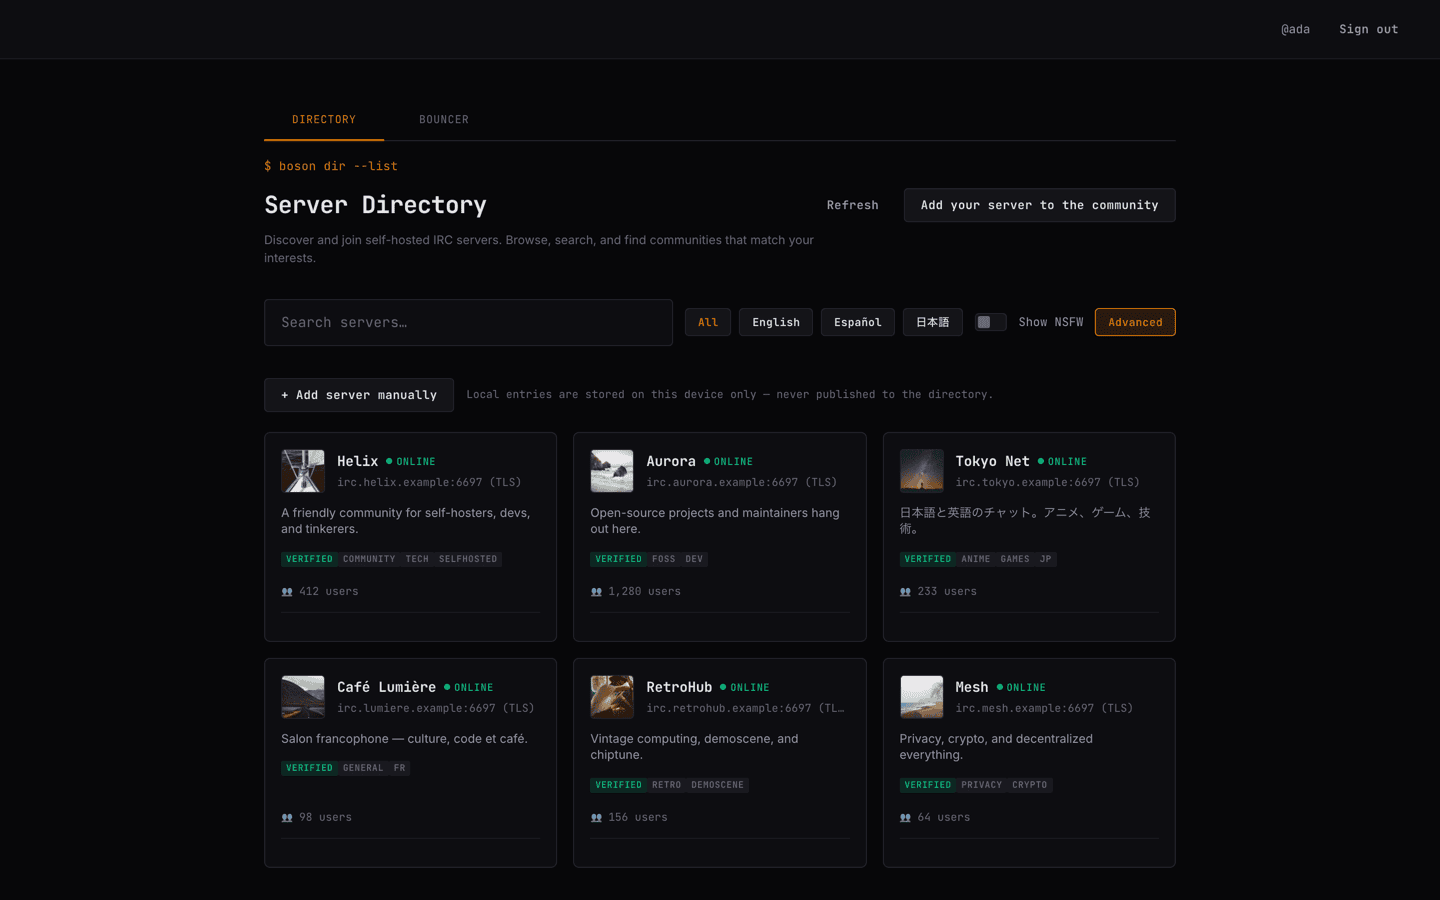 @ada Sign out
DIRECTORY BOUNCER
$ boson dir --list
Server Directory
Refresh Add your server to the community
Discover and join self-hosted IRC servers. Browse, search, and find communities that match your
interests.
Search servers… All English Español 日本語 Show NSFW Advanced
+ Add server manually Local entries are stored on this device only — never published to the directory.
Helix ONLINE
irc.helix.example:6697 (TLS)
A friendly community for self-hosters, devs,
and tinkerers.
VERIFIED COMMUNITY TECH SELFHOSTED
412 users
Aurora ONLINE
irc.aurora.example:6697 (TLS)
Open-source projects and maintainers hang
out here.
VERIFIED FOSS DEV
1,280 users
Tokyo Net ONLINE
irc.tokyo.example:6697 (TLS)
日本語と英語のチャット。アニメ、ゲーム、技
術。
VERIFIED ANIME GAMES JP
233 users
Café Lumière ONLINE
irc.lumiere.example:6697 (TLS)
Salon francophone — culture, code et café.
VERIFIED GENERAL FR
98 users
RetroHub ONLINE
irc.retrohub.example:6697 (TL…
Vintage computing, demoscene, and
chiptune.
VERIFIED RETRO DEMOSCENE
156 users
Mesh ONLINE
irc.mesh.example:6697 (TLS)
Privacy, crypto, and decentralized
everything.
VERIFIED PRIVACY CRYPTO
64 users